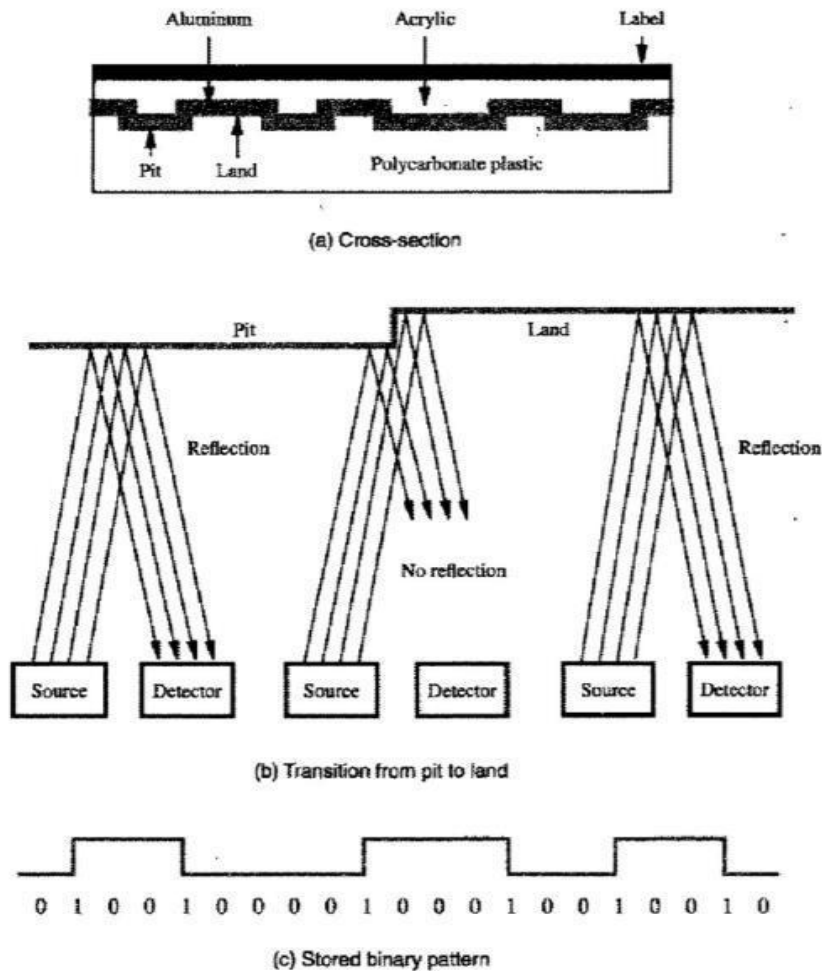 Aluminum Acrylic Label
Pit Land Polycarbonate plastic
(a) Cross-section
Pit Land
Reflection Reflection
No reflection
Source Detector Source Detector Source Detector
(b) Transition from pit to land
0 1 0 0 1 0 0 0 0 1 0 0 0 1 0 0 1 0 0 1 0
(c) Stored binary pattern